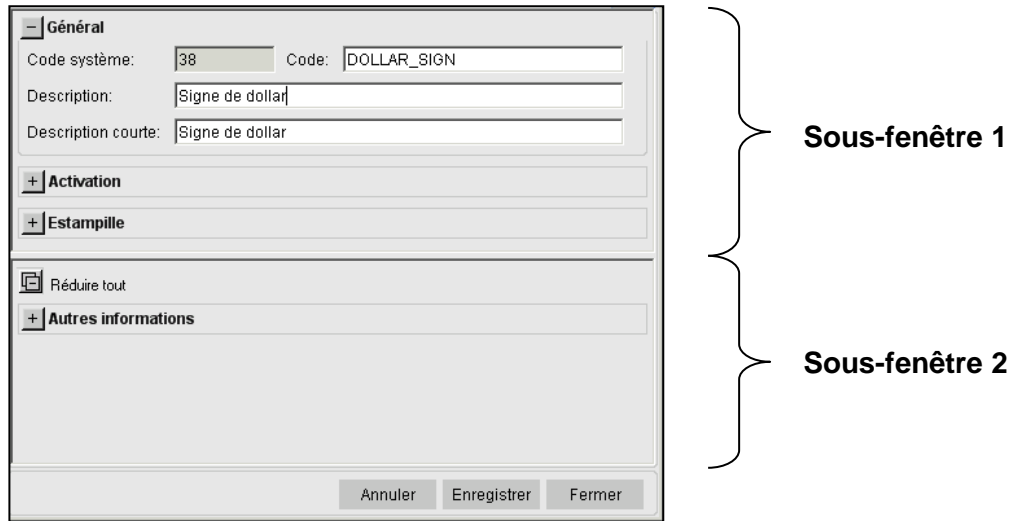 − Général
Code système: 38 Code: DOLLAR_SIGN
Description: Signe de dollar
Description courte: Signe de dollar
+ Activation
+ Estampille
Sous-fenêtre 1
Réduire tout
+ Autres informations
Sous-fenêtre 2
Annuler Enregistrer Fermer